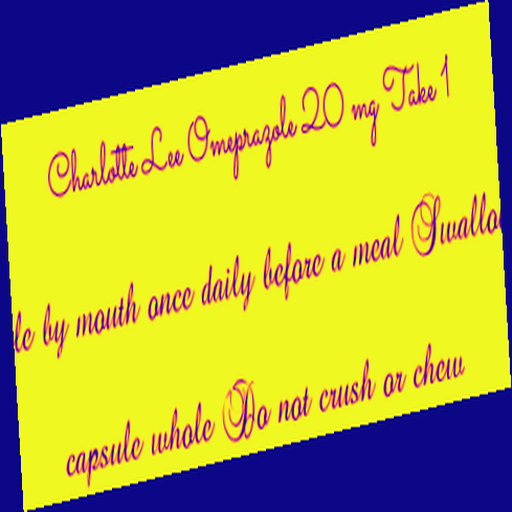 Charlotte Lee Omeprazole 20 mg Take 1
by mouth once daily before a meal
capsule whole Do not crush or chew